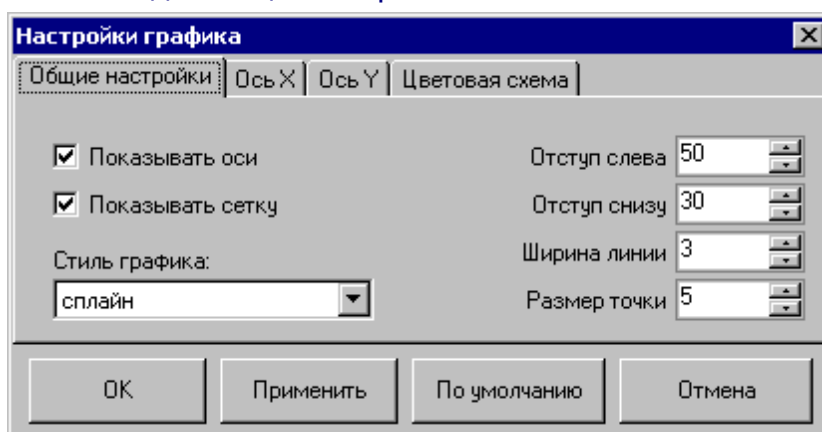 Настройки графика
Общие настройки Ось X Ось Y Цветовая схема
Показывать оси Отступ слева 50
Показывать сетку Отступ снизу 30
Стиль графика: Ширина линии 3
сплайн Размер точки 5
OK Применить По умолчанию Отмена